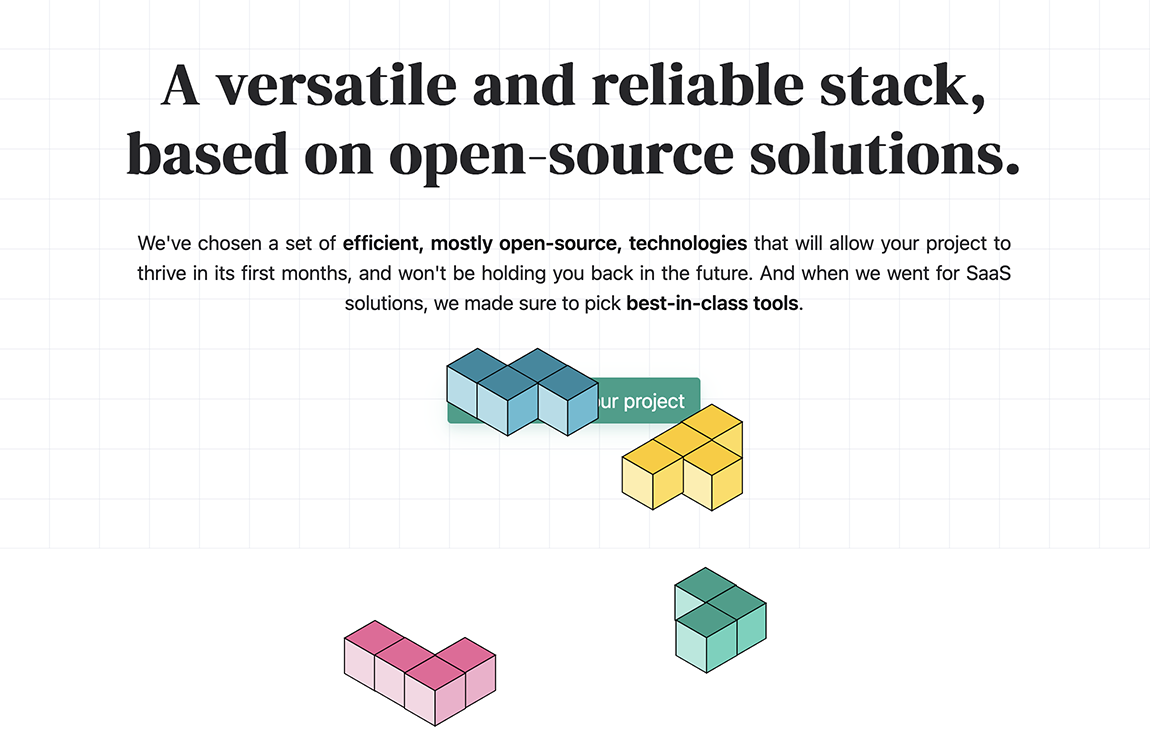 A versatile and reliable stack,
based on open-source solutions.
We've chosen a set of efficient, mostly open-source, technologies that will allow your project to
thrive in its first months, and won't be holding you back in the future. And when we went for SaaS
solutions, we made sure to pick best-in-class tools.
project